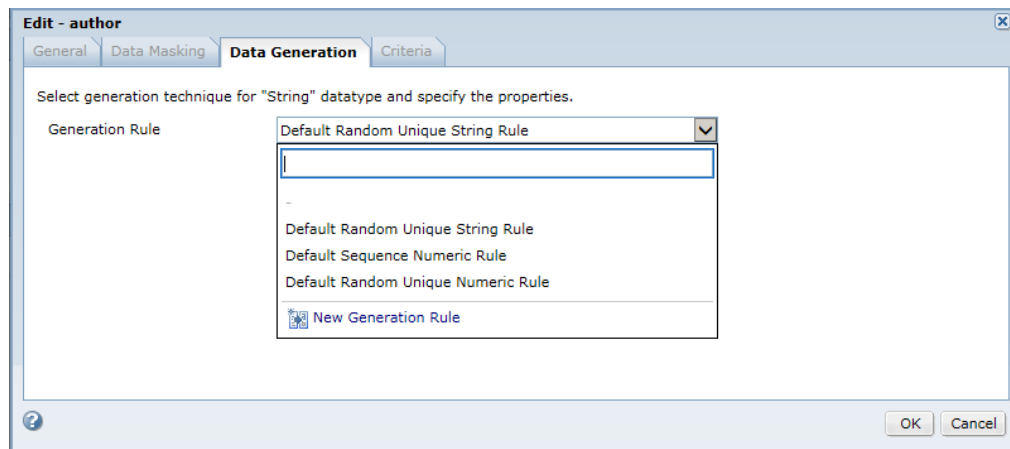 Edit - author
General Data Masking Data Generation Criteria
Select generation technique for "String" datatype and specify the properties.
Generation Rule Default Random Unique String Rule
-
Default Random Unique String Rule
Default Sequence Numeric Rule
Default Random Unique Numeric Rule
New Generation Rule
? OK Cancel